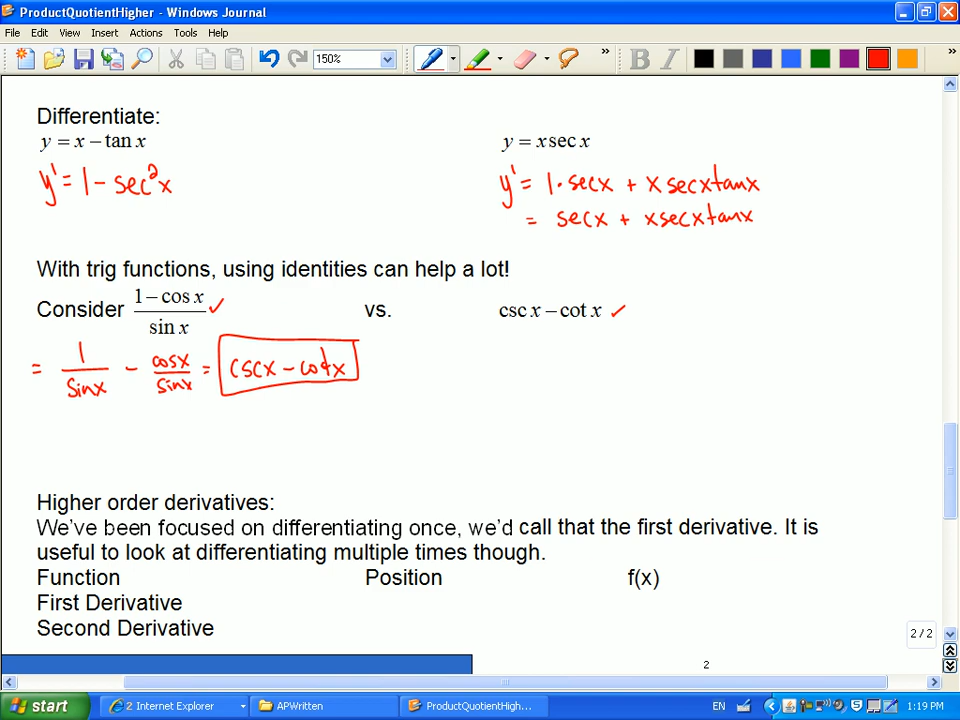 ProductQuotientHigher - Windows Journal
File Edit View Insert Actions Tools Help
150%
Differentiate:
y = x − tan x
y = x sec x
y' = 1 − sec²x
y' = 1·secx + x secxtanx
= secx + xsecxtanx
With trig functions, using identities can help a lot!
Consider (1 − cos x)/(sin x) ✓ vs. csc x − cot x ✓
= 1/sinx − cosx/sinx = cscx − cotx
Higher order derivatives:
We've been focused on differentiating once, we'd call that the first derivative. It is
useful to look at differentiating multiple times though.
Function Position f(x)
First Derivative
Second Derivative
2 / 2
2
start 2 Internet Explorer APWritten ProductQuotientHigh... EN 1:19 PM